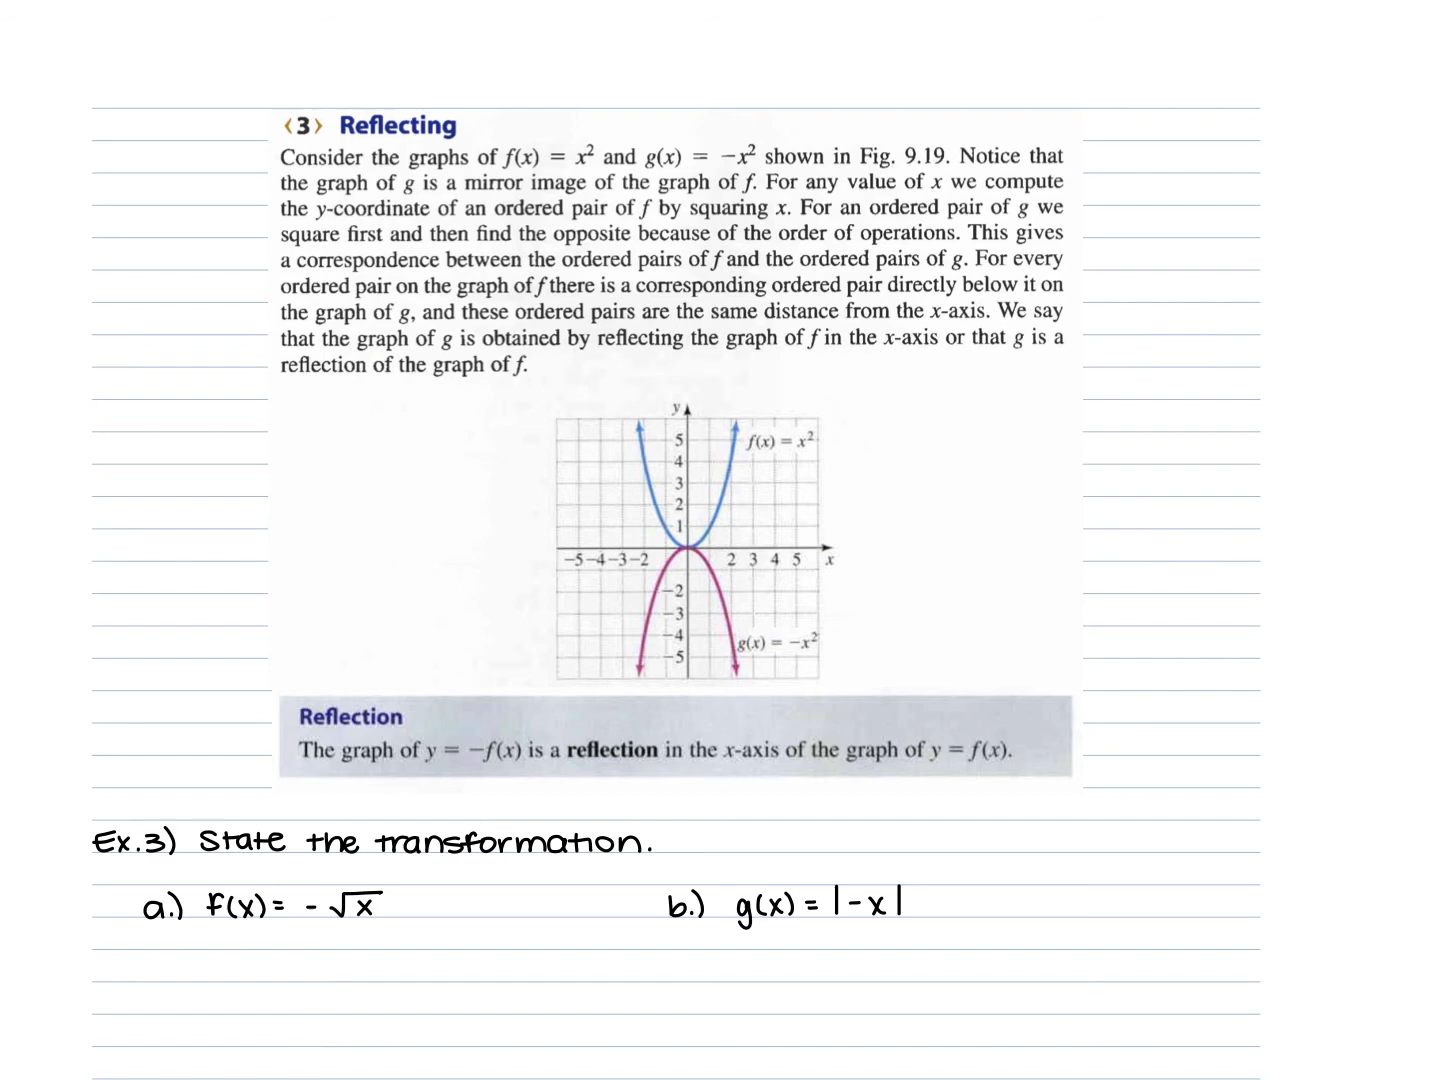 ‹3› Reflecting
Consider the graphs of f(x) = x² and g(x) = −x² shown in Fig. 9.19. Notice that
the graph of g is a mirror image of the graph of f. For any value of x we compute
the y-coordinate of an ordered pair of f by squaring x. For an ordered pair of g we
square first and then find the opposite because of the order of operations. This gives
a correspondence between the ordered pairs of f and the ordered pairs of g. For every
ordered pair on the graph of f there is a corresponding ordered pair directly below it on
the graph of g, and these ordered pairs are the same distance from the x-axis. We say
that the graph of g is obtained by reflecting the graph of f in the x-axis or that g is a
reflection of the graph of f.
y
5 f(x) = x²
4
3
2
1
−5 −4 −3 −2 2 3 4 5 x
−2
−3
−4 g(x) = −x²
−5
Reflection
The graph of y = −f(x) is a reflection in the x-axis of the graph of y = f(x).
Ex.3) State the transformation.
a.) f(x) = - √x b.) g(x) = |-x|